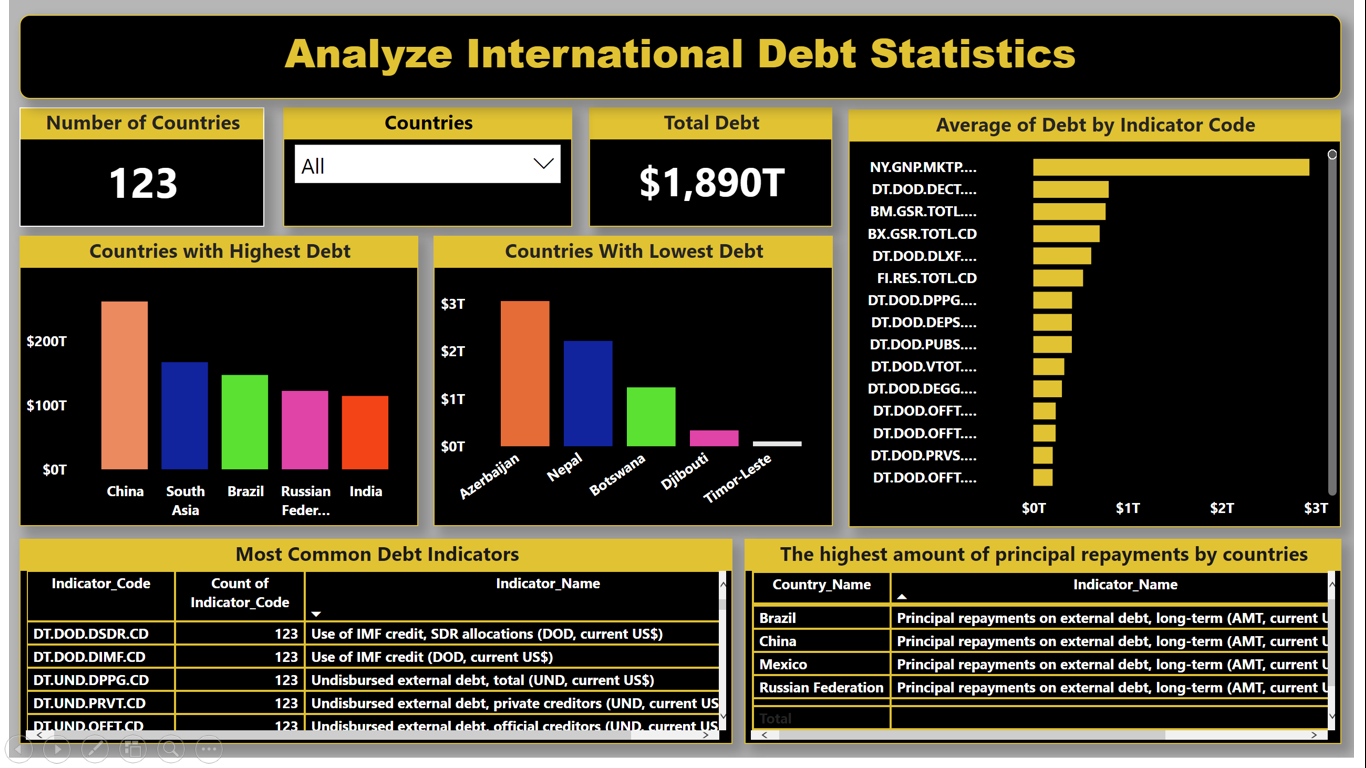 Analyze International Debt Statistics
Number of Countries
123
Countries
All
Total Debt
$1,890T
Average of Debt by Indicator Code
NY.GNP.MKTP....
DT.DOD.DECT....
BM.GSR.TOTL....
BX.GSR.TOTL.CD
DT.DOD.DLXF....
FI.RES.TOTL.CD
DT.DOD.DPPG....
DT.DOD.DEPS....
DT.DOD.PUBS....
DT.DOD.VTOT....
DT.DOD.DEGG....
DT.DOD.OFFT....
DT.DOD.OFFT....
DT.DOD.PRVS....
DT.DOD.OFFT....
$0T $1T $2T $3T
Countries with Highest Debt
$200T
$100T
$0T
China
South
Asia
Brazil
Russian
Feder...
India
Countries With Lowest Debt
$3T
$2T
$1T
$0T
Azerbaijan
Nepal
Botswana
Djibouti
Timor-Leste
Most Common Debt Indicators
Indicator_Code
Count of
Indicator_Code
Indicator_Name
DT.DOD.DSDR.CD 123 Use of IMF credit, SDR allocations (DOD, current US$)
DT.DOD.DIMF.CD 123 Use of IMF credit (DOD, current US$)
DT.UND.DPPG.CD 123 Undisbursed external debt, total (UND, current US$)
DT.UND.PRVT.CD 123 Undisbursed external debt, private creditors (UND, current US
DT.UND.OFFT.CD 123 Undisbursed external debt, official creditors (UND, current US
The highest amount of principal repayments by countries
Country_Name Indicator_Name
Brazil Principal repayments on external debt, long-term (AMT, current U
China Principal repayments on external debt, long-term (AMT, current U
Mexico Principal repayments on external debt, long-term (AMT, current U
Russian Federation Principal repayments on external debt, long-term (AMT, current U
Total